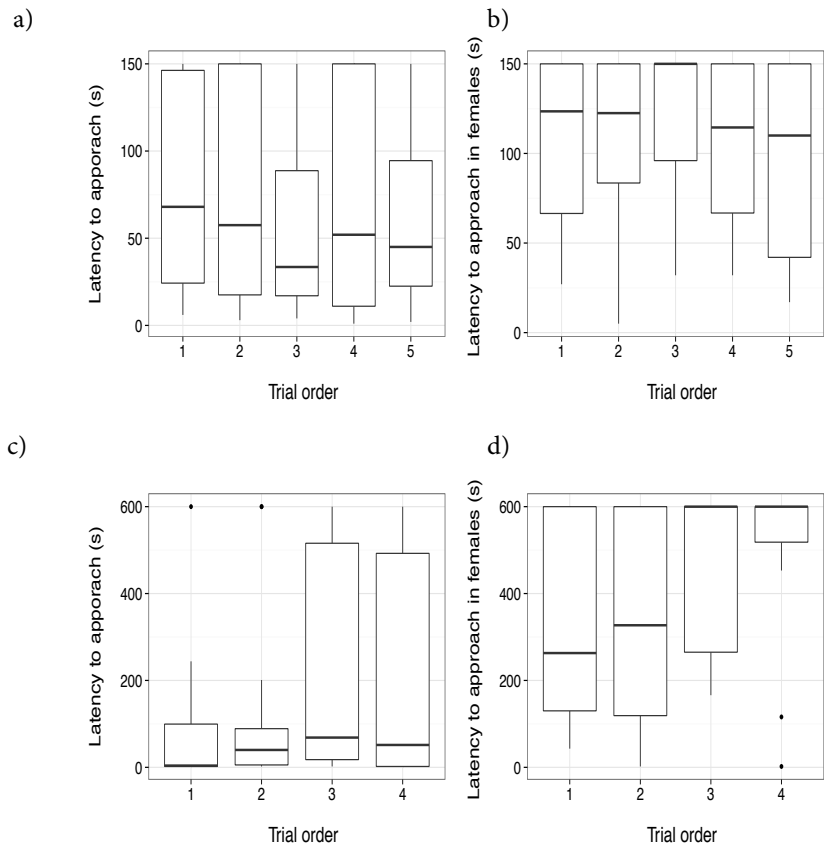 a)
Latency to apporach (s)
150
100
50
0
1 2 3 4 5
Trial order
b)
Latency to approach in females (s)
150
100
50
0
1 2 3 4 5
Trial order
c)
Latency to apporach (s)
600
400
200
0
1 2 3 4
Trial order
d)
Latency to approach in females (s)
600
400
200
0
1 2 3 4
Trial order